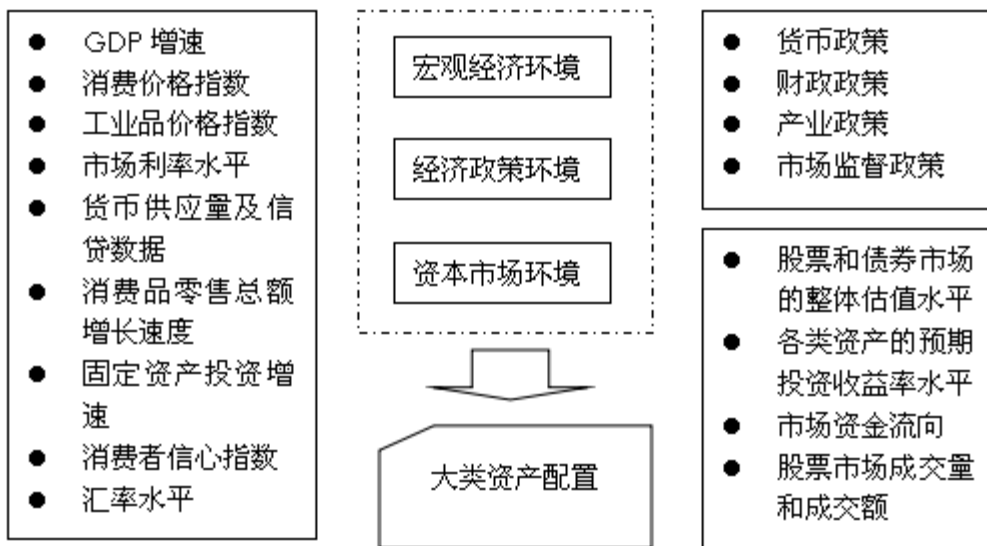 GDP 增速
消费价格指数
工业品价格指数
市场利率水平
货币供应量及信
贷数据
消费品零售总额
增长速度
固定资产投资增
速
消费者信心指数
汇率水平
宏观经济环境
经济政策环境
资本市场环境
大类资产配置
货币政策
财政政策
产业政策
市场监督政策
股票和债券市场
的整体估值水平
各类资产的预期
投资收益率水平
市场资金流向
股票市场成交量
和成交额